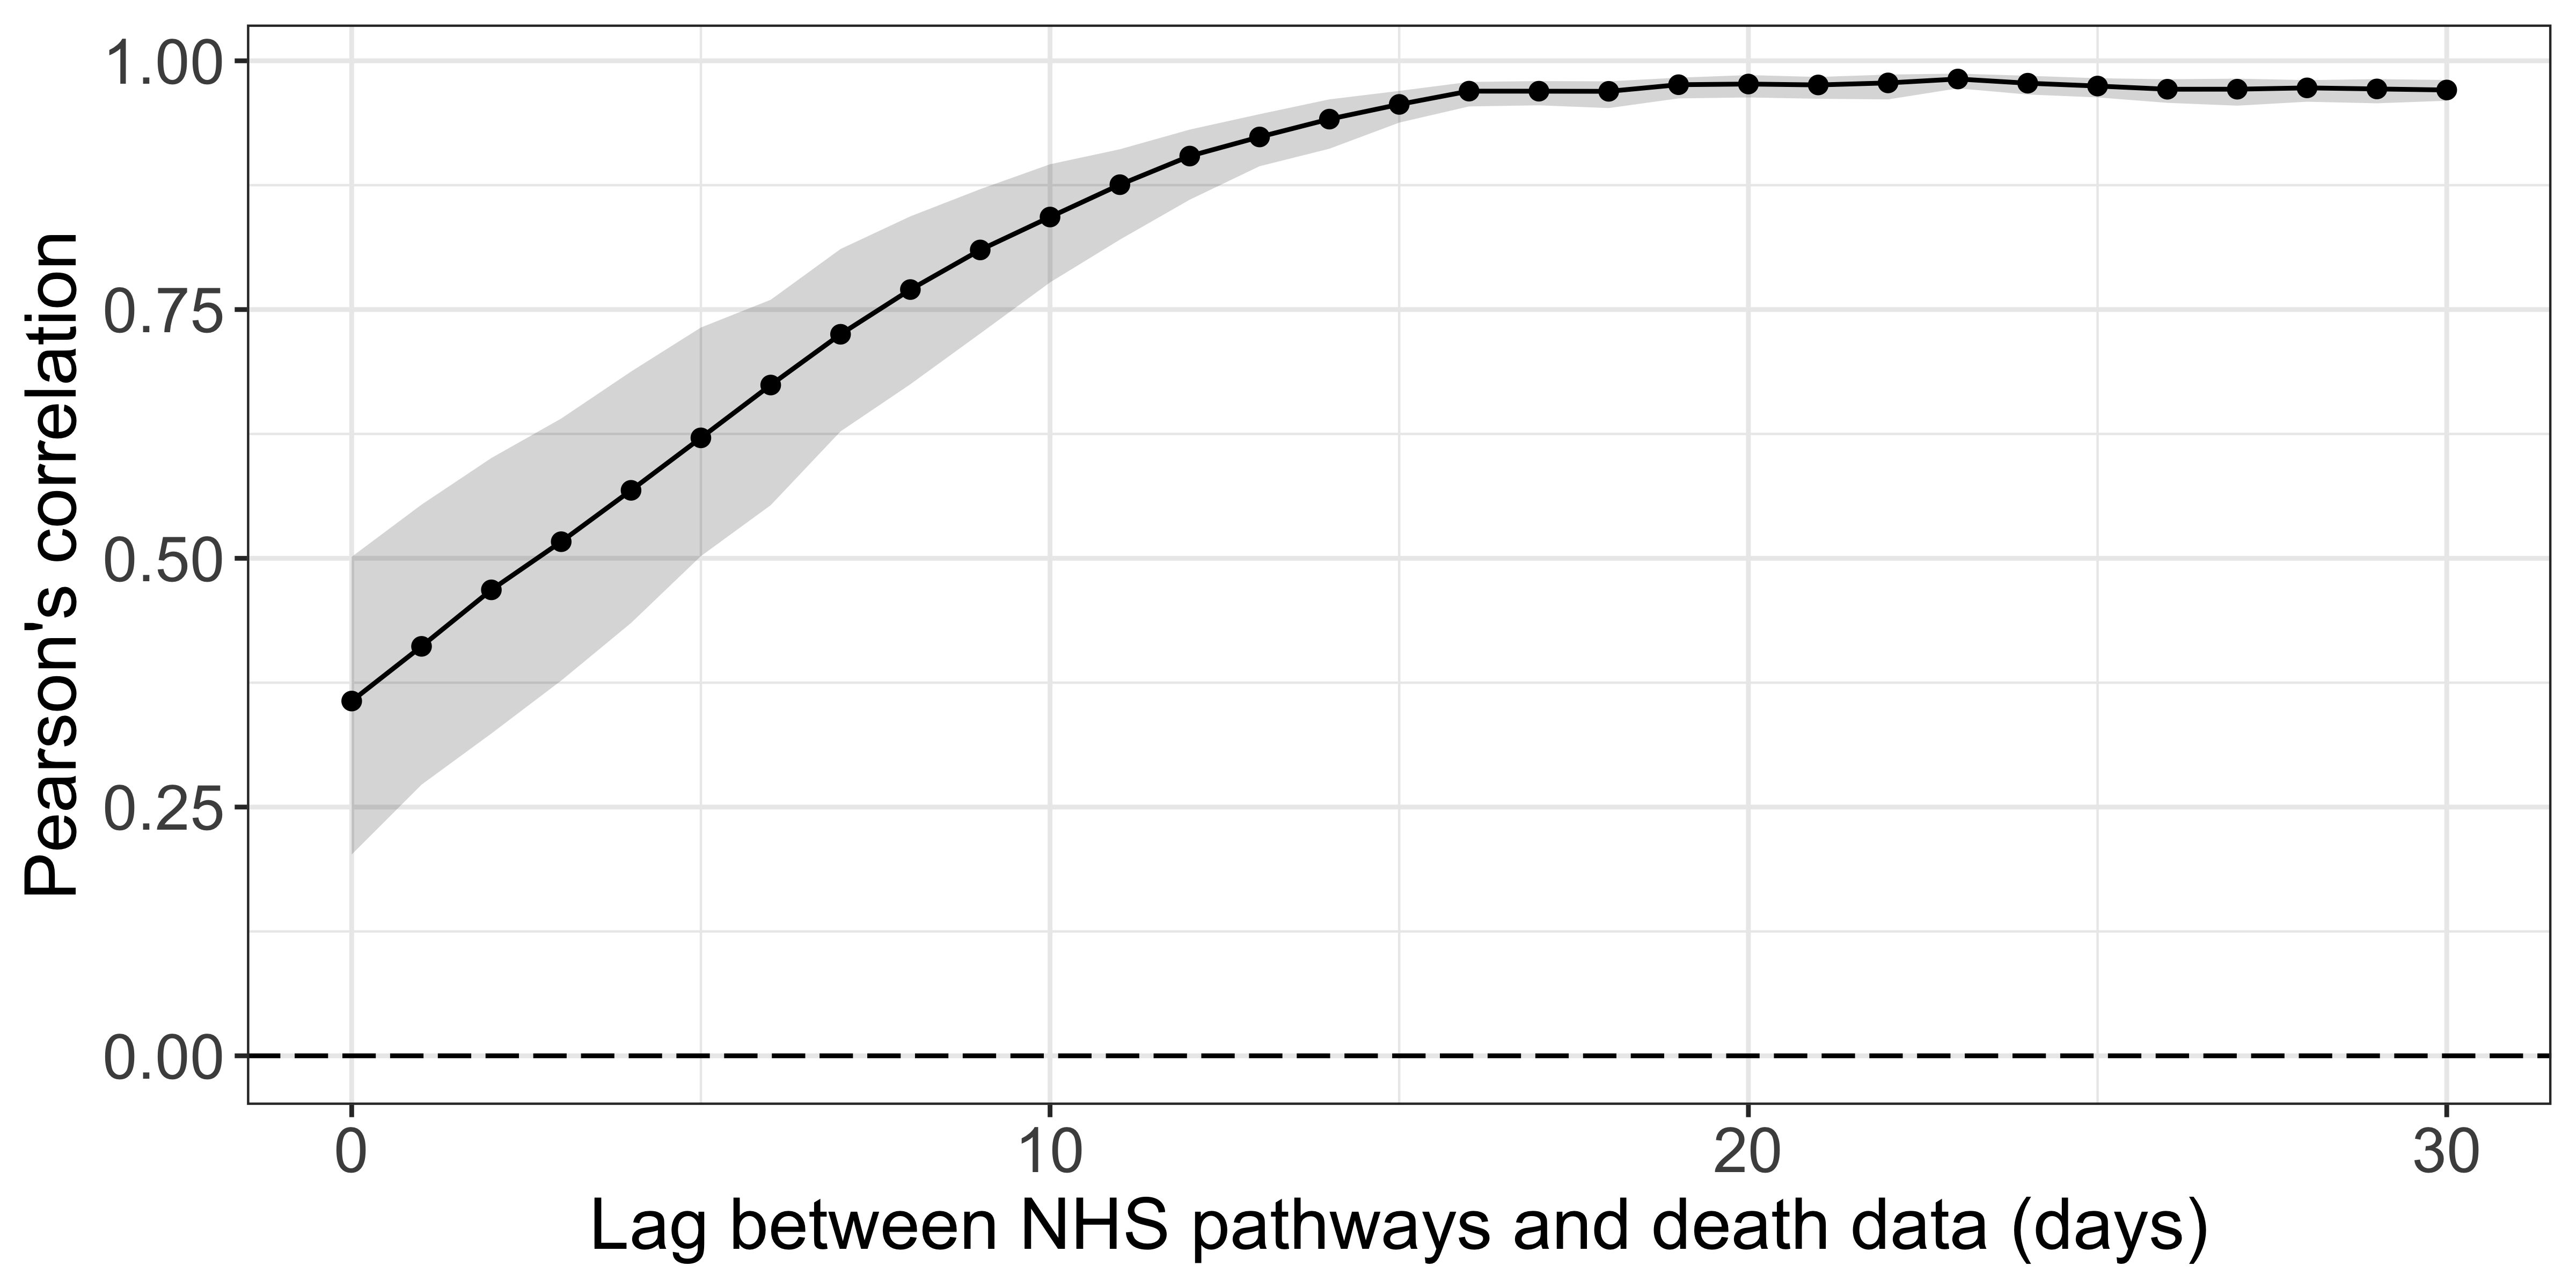 Pearson's correlation
1.00
0.75
0.50
0.25
0.00
0 10 20 30
Lag between NHS pathways and death data (days)